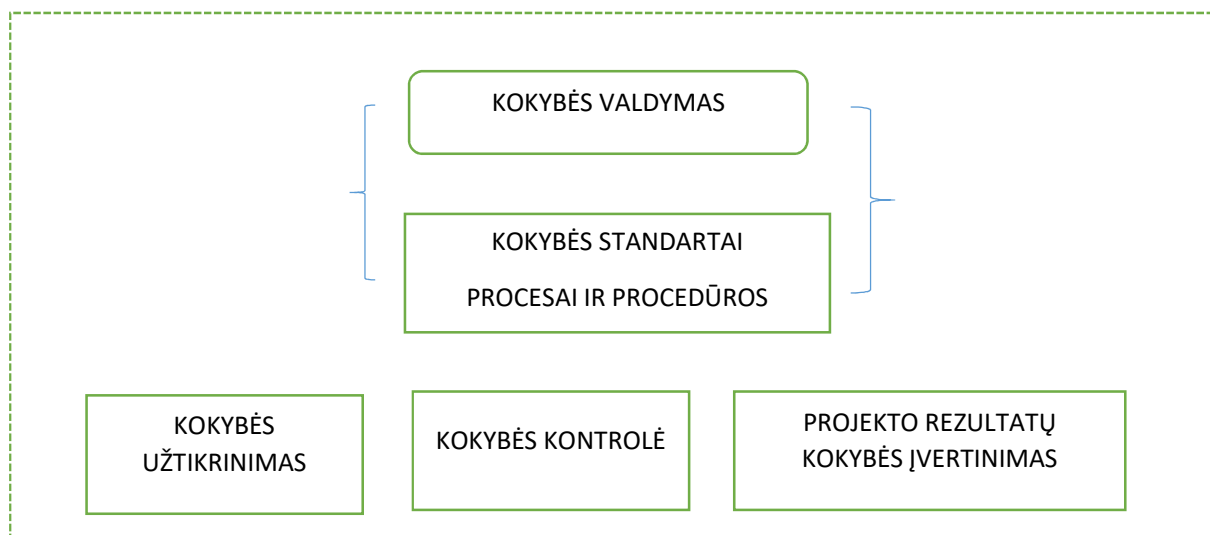 KOKYBĖS VALDYMAS
KOKYBĖS STANDARTAI
PROCESAI IR PROCEDŪROS
KOKYBĖS
UŽTIKRINIMAS
KOKYBĖS KONTROLĖ
PROJEKTO REZULTATŲ
KOKYBĖS ĮVERTINIMAS